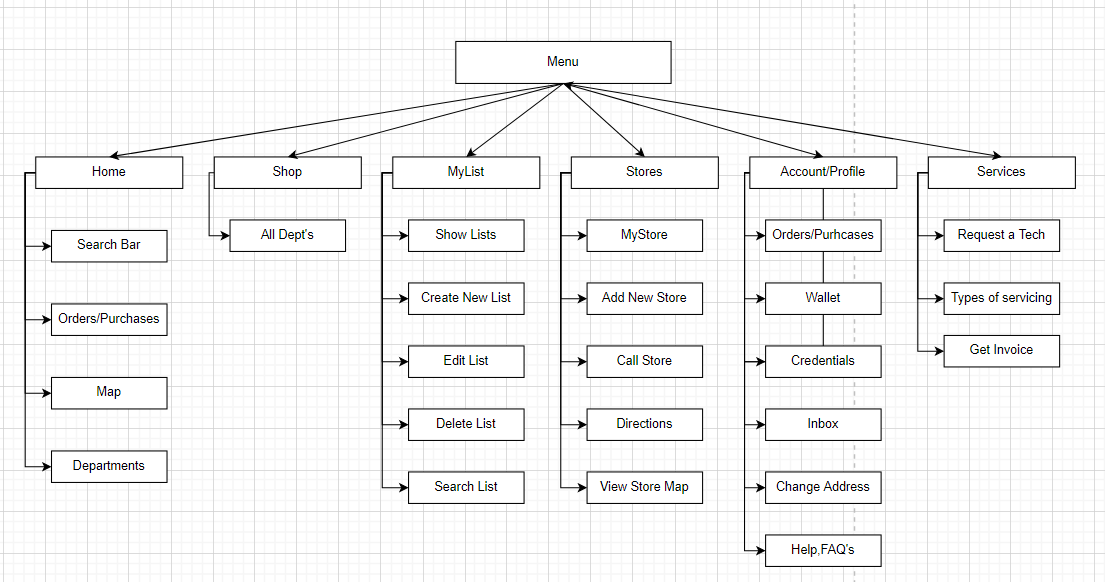 Menu
Home
Shop
MyList
Stores
Account/Profile
Services
Search Bar
Orders/Purchases
Map
Departments
All Dept's
Show Lists
Create New List
Edit List
Delete List
Search List
MyStore
Add New Store
Call Store
Directions
View Store Map
Orders/Purhcases
Wallet
Credentials
Inbox
Change Address
Help,FAQ's
Request a Tech
Types of servicing
Get Invoice